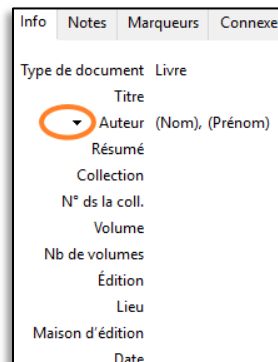 Info Notes Marqueurs Connexe
Type de document Livre
Titre
Auteur (Nom), (Prénom)
Résumé
Collection
N° ds la coll.
Volume
Nb de volumes
Édition
Lieu
Maison d'édition
Date